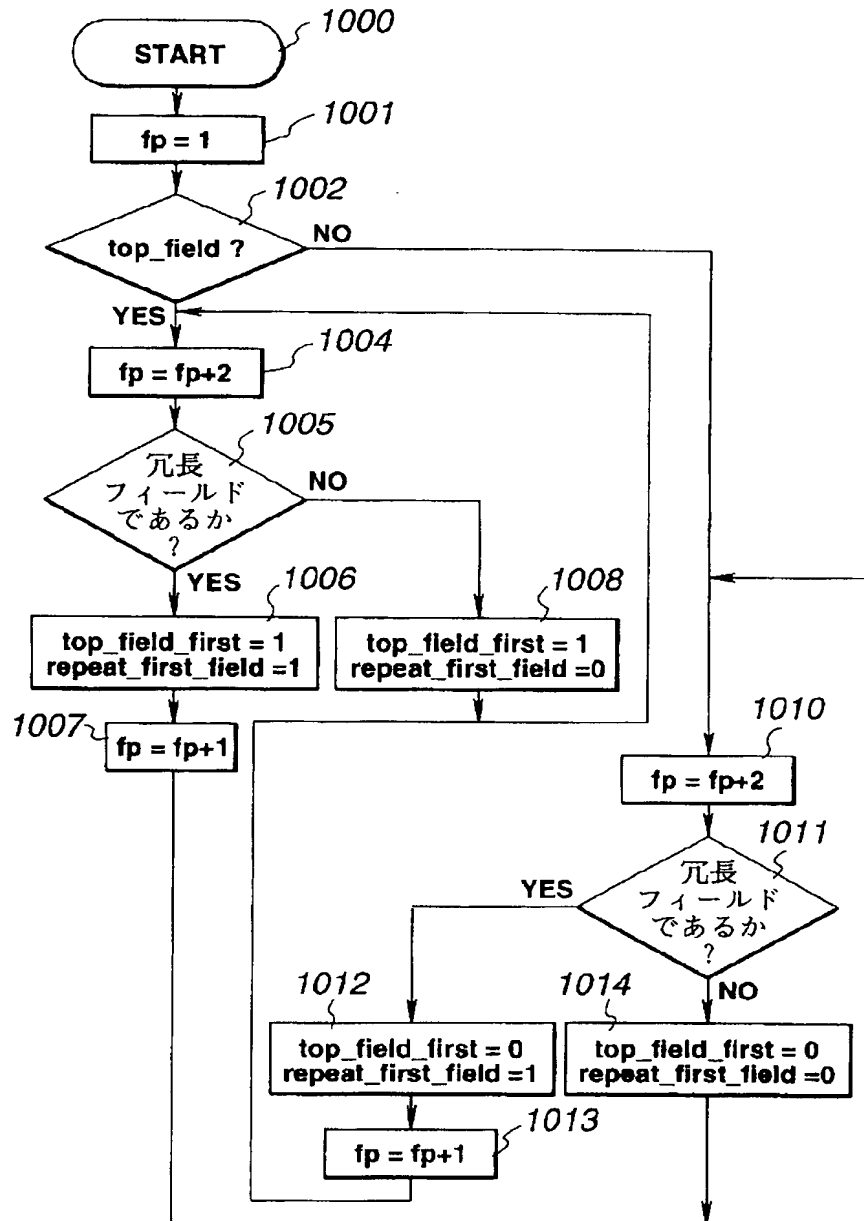 1000
START
1001
fp = 1
1002
top_field ?
NO
YES
1004
fp = fp+2
1005
冗長
フィールド
であるか
?
NO
YES
1006
top_field_first = 1
repeat_first_field =1
1008
top_field_first = 1
repeat_first_field =0
1007
fp = fp+1
1010
fp = fp+2
1011
冗長
フィールド
であるか
?
YES
NO
1012
top_field_first = 0
repeat_first_field =1
1014
top_field_first = 0
repeat_first_field =0
1013
fp = fp+1